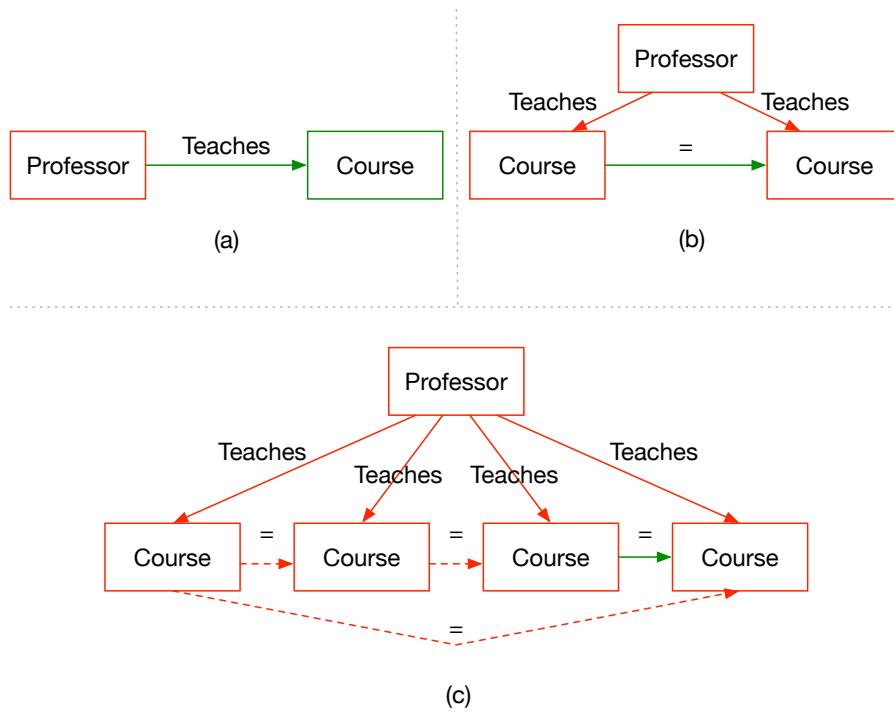 Professor
Teaches
Course
(a)
Professor
Teaches
Teaches
Course
=
Course
(b)
Professor
Teaches
Teaches
Teaches
Teaches
Course
=
Course
=
Course
=
Course
=
(c)